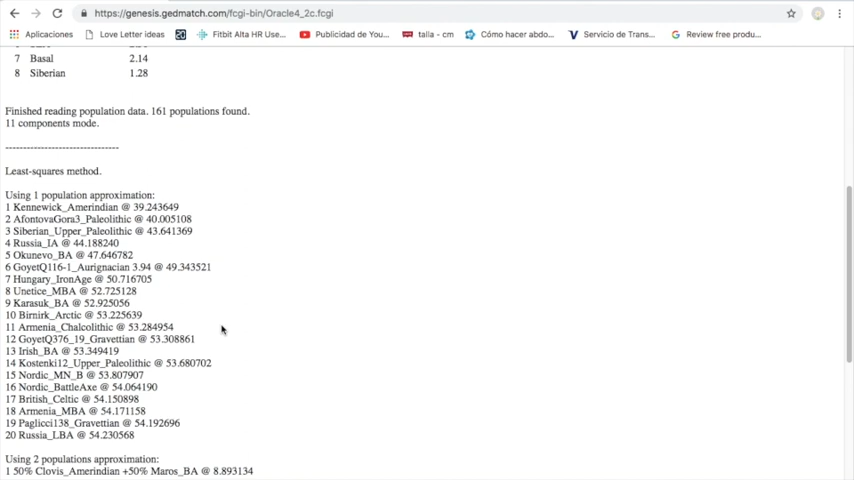 https://genesis.gedmatch.com/fcgi-bin/Oracle4_2c.fcgi
Aplicaciones Love Letter ideas 20 Fitbit Alta HR Use... Publicidad de You... talla - cm Cómo hacer abdo... Servicio de Trans... Review free produ...
7 Basal 2.14
8 Siberian 1.28
Finished reading population data. 161 populations found.
11 components mode.
--------------------------------
Least-squares method.
Using 1 population approximation:
1 Kennewick_Amerindian @ 39.243649
2 AfontovaGora3_Paleolithic @ 40.005108
3 Siberian_Upper_Paleolithic @ 43.641369
4 Russia_IA @ 44.188240
5 Okunevo_BA @ 47.646782
6 GoyetQ116-1_Aurignacian 3.94 @ 49.343521
7 Hungary_IronAge @ 50.716705
8 Unetice_MBA @ 52.725128
9 Karasuk_BA @ 52.925056
10 Birnirk_Arctic @ 53.225639
11 Armenia_Chalcolithic @ 53.284954
12 GoyetQ376_19_Gravettian @ 53.308861
13 Irish_BA @ 53.349419
14 Kostenki12_Upper_Paleolithic @ 53.680702
15 Nordic_MN_B @ 53.807907
16 Nordic_BattleAxe @ 54.064190
17 British_Celtic @ 54.150898
18 Armenia_MBA @ 54.171158
19 Paglicci138_Gravettian @ 54.192696
20 Russia_LBA @ 54.230568
Using 2 populations approximation:
1 50% Clovis_Amerindian +50% Maros_BA @ 8.893134